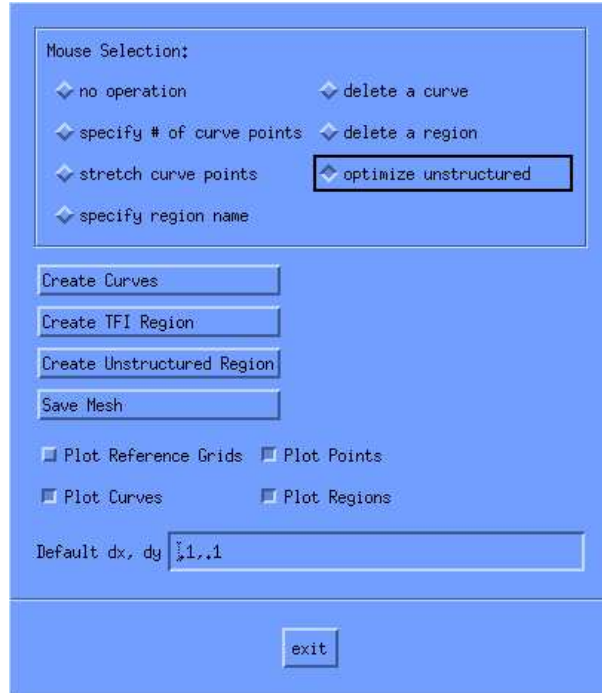 Mouse Selection:
no operation
delete a curve
specify # of curve points
delete a region
stretch curve points
optimize unstructured
specify region name
Create Curves
Create TFI Region
Create Unstructured Region
Save Mesh
Plot Reference Grids
Plot Points
Plot Curves
Plot Regions
Default dx, dy .1,.1
exit